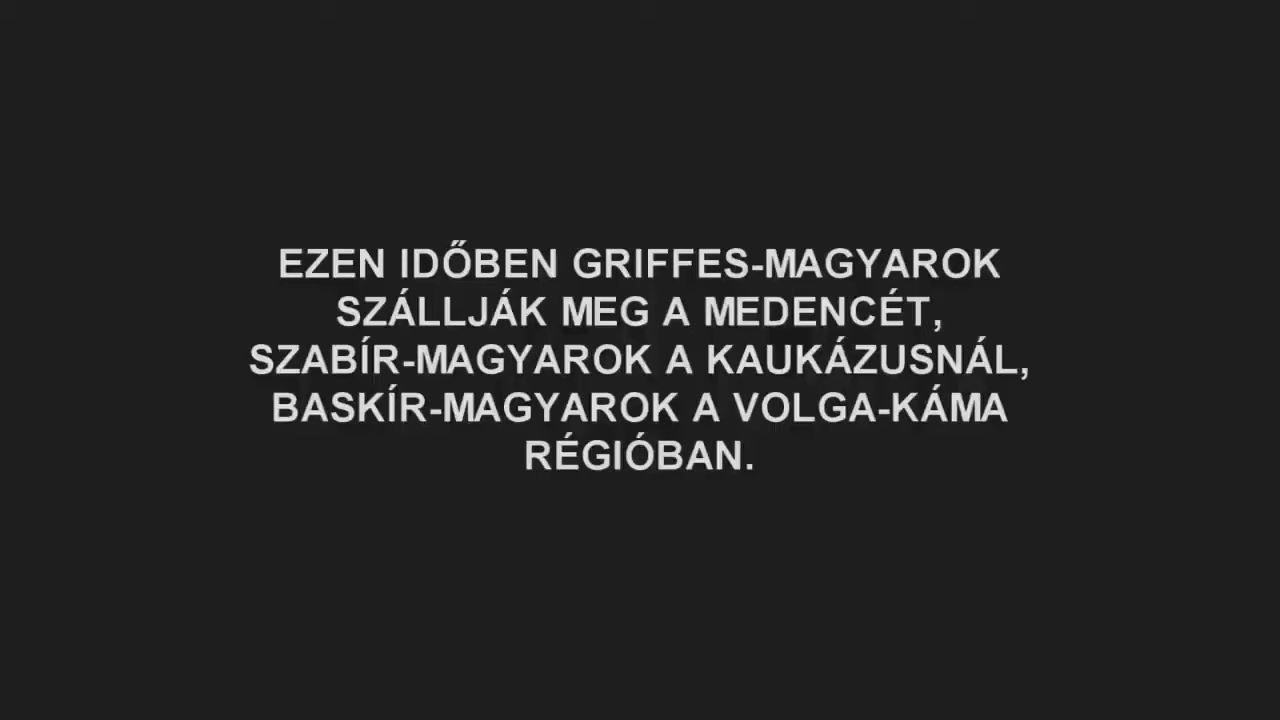 EZEN IDŐBEN GRIFFES-MAGYAROK
SZÁLLJÁK MEG A MEDENCÉT,
SZABÍR-MAGYAROK A KAUKÁZUSNÁL,
BASKÍR-MAGYAROK A VOLGA-KÁMA
RÉGIÓBAN.